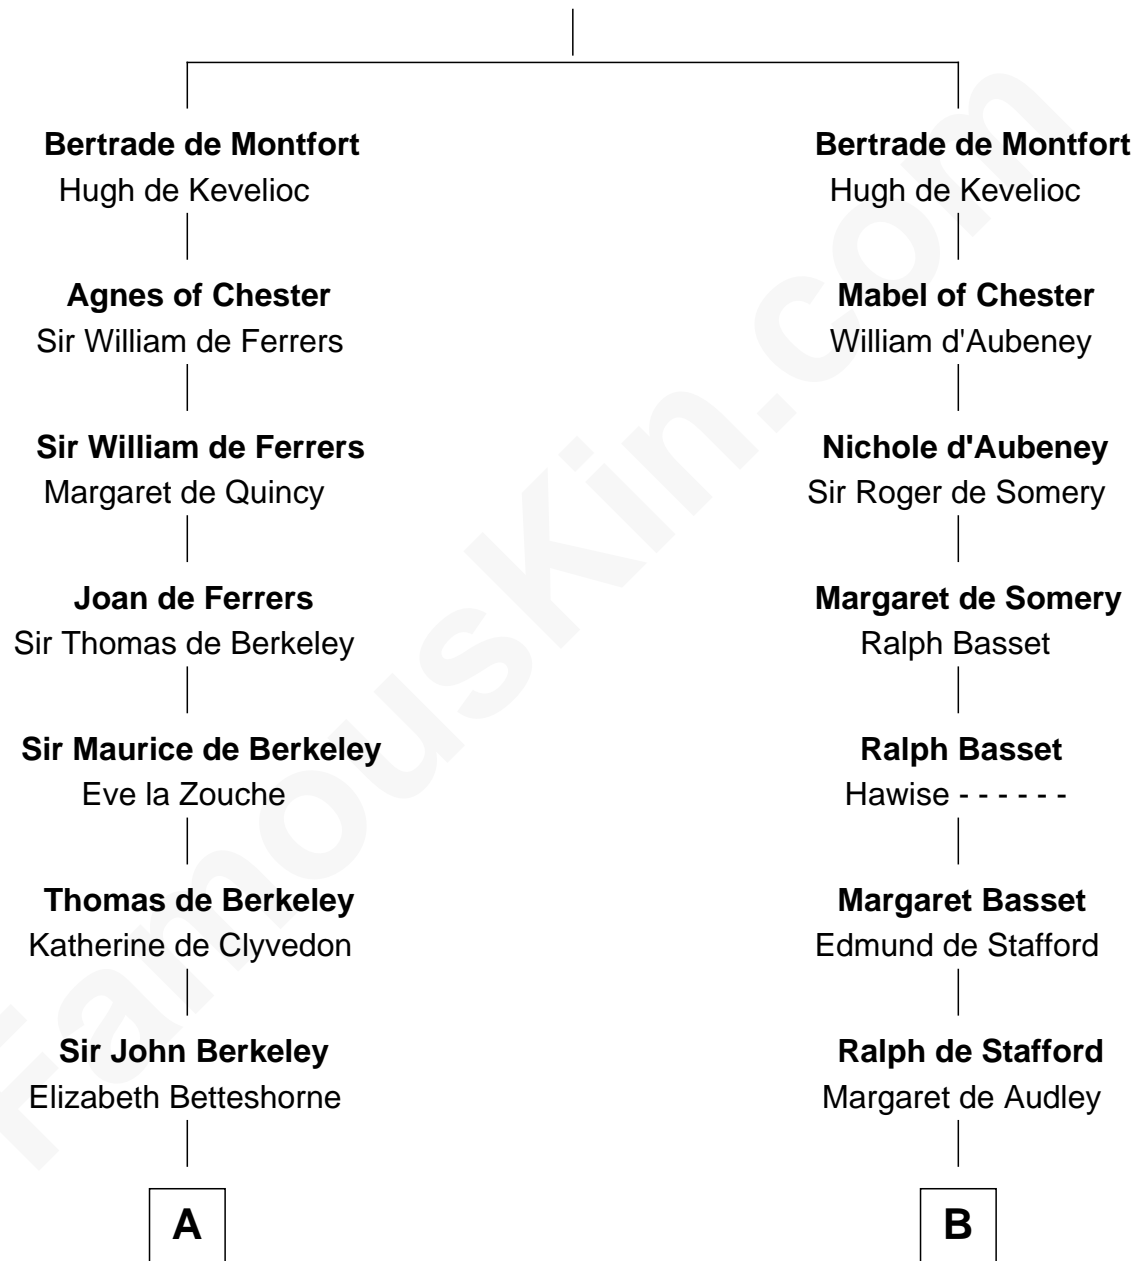 Bertrade de Montfort
Hugh de Kevelioc
Agnes of Chester
Sir William de Ferrers
Sir William de Ferrers
Margaret de Quincy
Joan de Ferrers
Sir Thomas de Berkeley
Sir Maurice de Berkeley
Eve la Zouche
Thomas de Berkeley
Katherine de Clyvedon
Sir John Berkeley
Elizabeth Betteshorne
A
Bertrade de Montfort
Hugh de Kevelioc
Mabel of Chester
William d'Aubeney
Nichole d'Aubeney
Sir Roger de Somery
Margaret de Somery
Ralph Basset
Ralph Basset
Hawise - - - - - -
Margaret Basset
Edmund de Stafford
Ralph de Stafford
Margaret de Audley
B
FamousKin.com